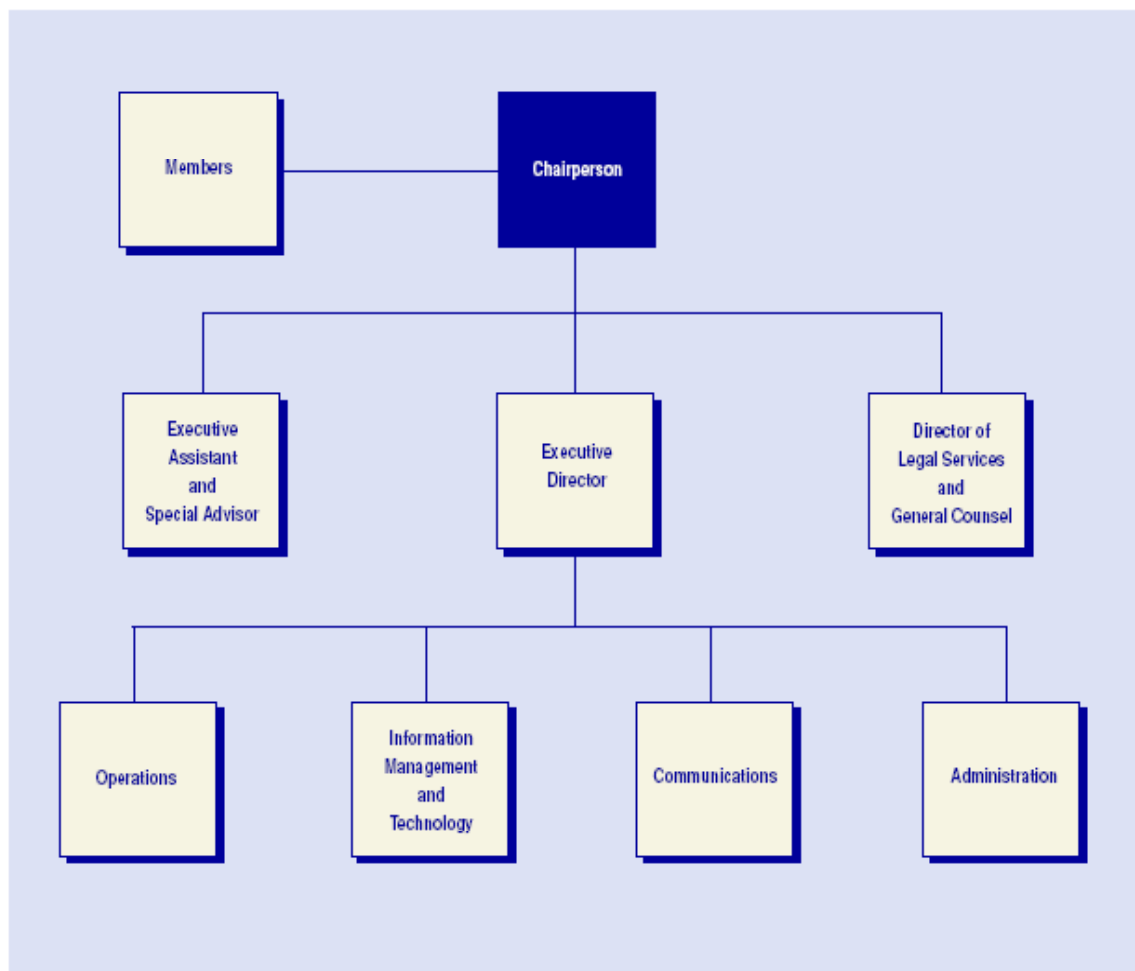 Members
Chairperson
Executive
Assistant
and
Special Advisor
Executive
Director
Director of
Legal Services
and
General Counsel
Operations
Information
Management
and
Technology
Communications
Administration